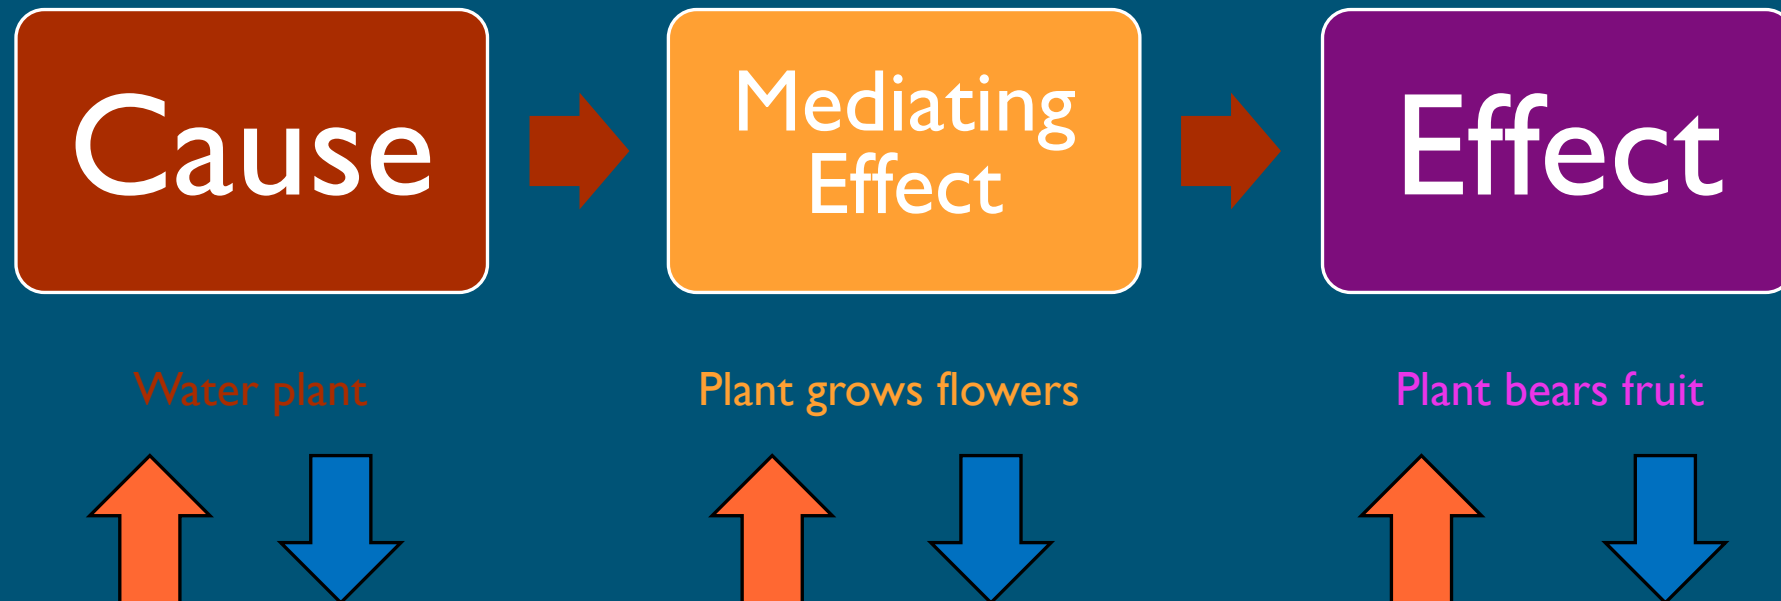 Cause
Mediating
Effect
Effect
Water plant
Plant grows flowers
Plant bears fruit